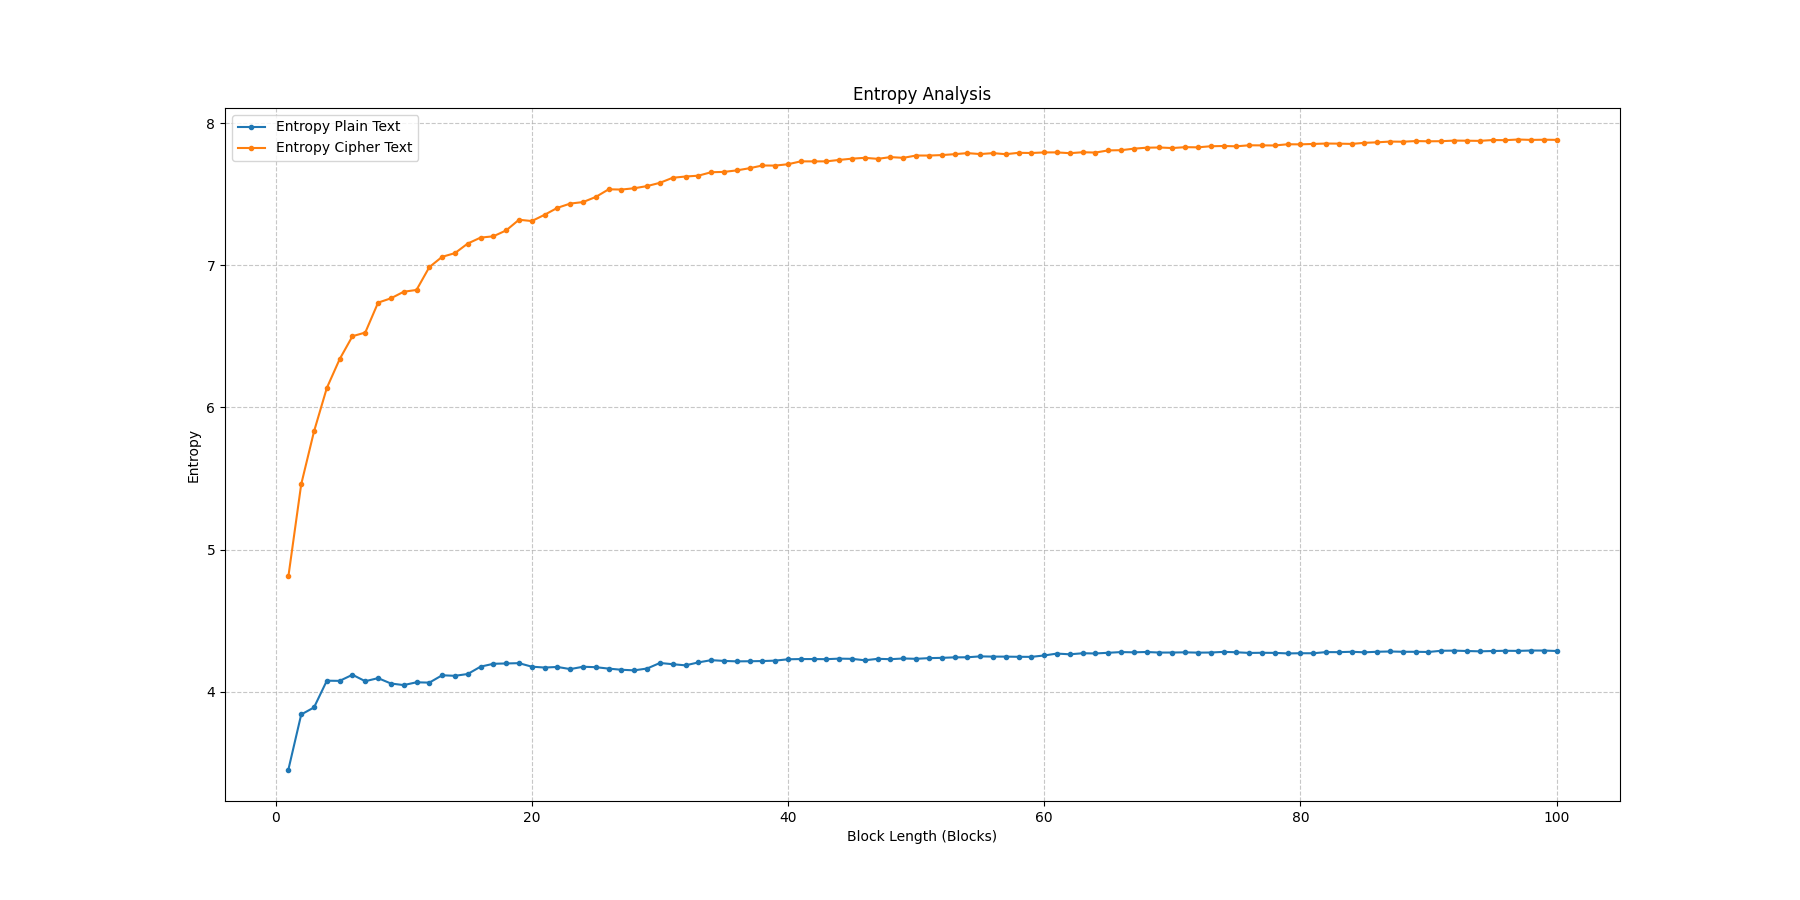 Entropy Analysis
Entropy Plain Text
Entropy Cipher Text
8
7
6
5
4
Entropy
0 20 40 60 80 100
Block Length (Blocks)